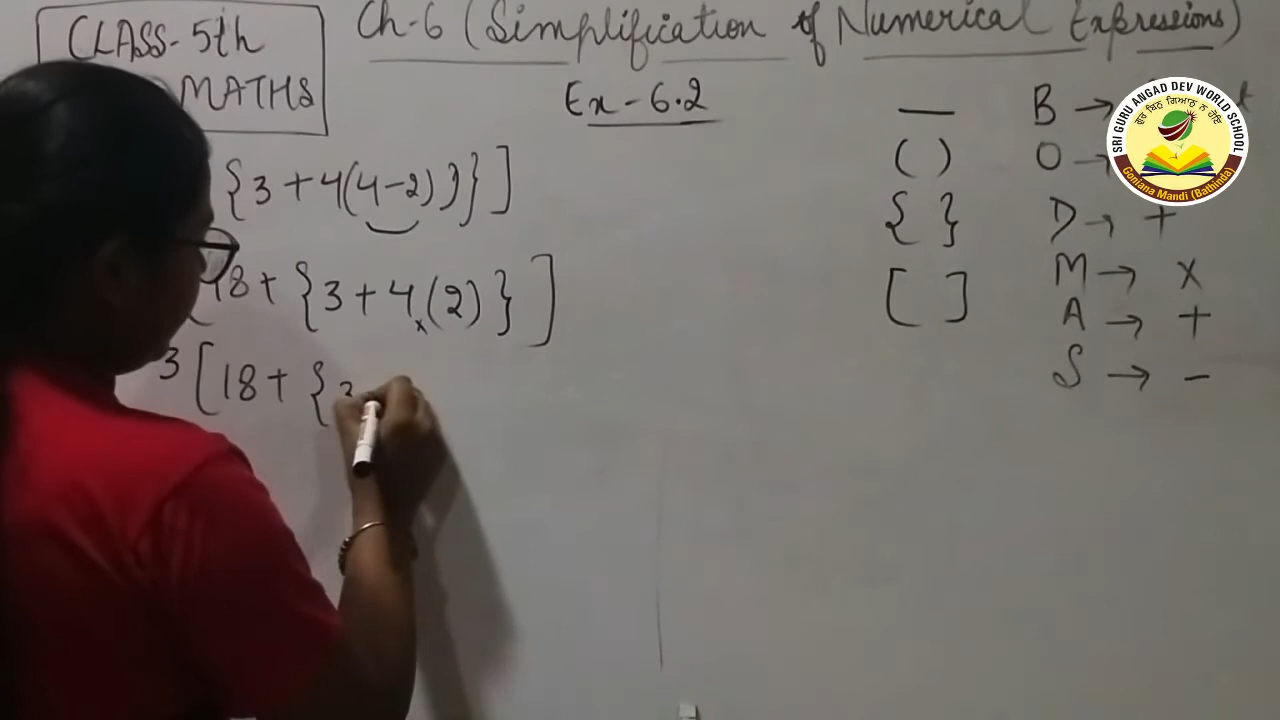 CLASS-5th
MATHS
Ch-6 (Simplification of Numerical Expressions)
Ex-6.2
{3+4(4-2))}]
18+ {3+4×(2)}]
3[18+ {3
—
( )
{ }
[ ]
B →
O →
D → ÷
M → ×
A → +
S → -
SRI GURU ANGAD DEV WORLD SCHOOL
ਗੁਰ ਬਿਨੁ ਗਿਆਨੁ ਨ ਹੋਇ
Goniana Mandi (Bathinda)